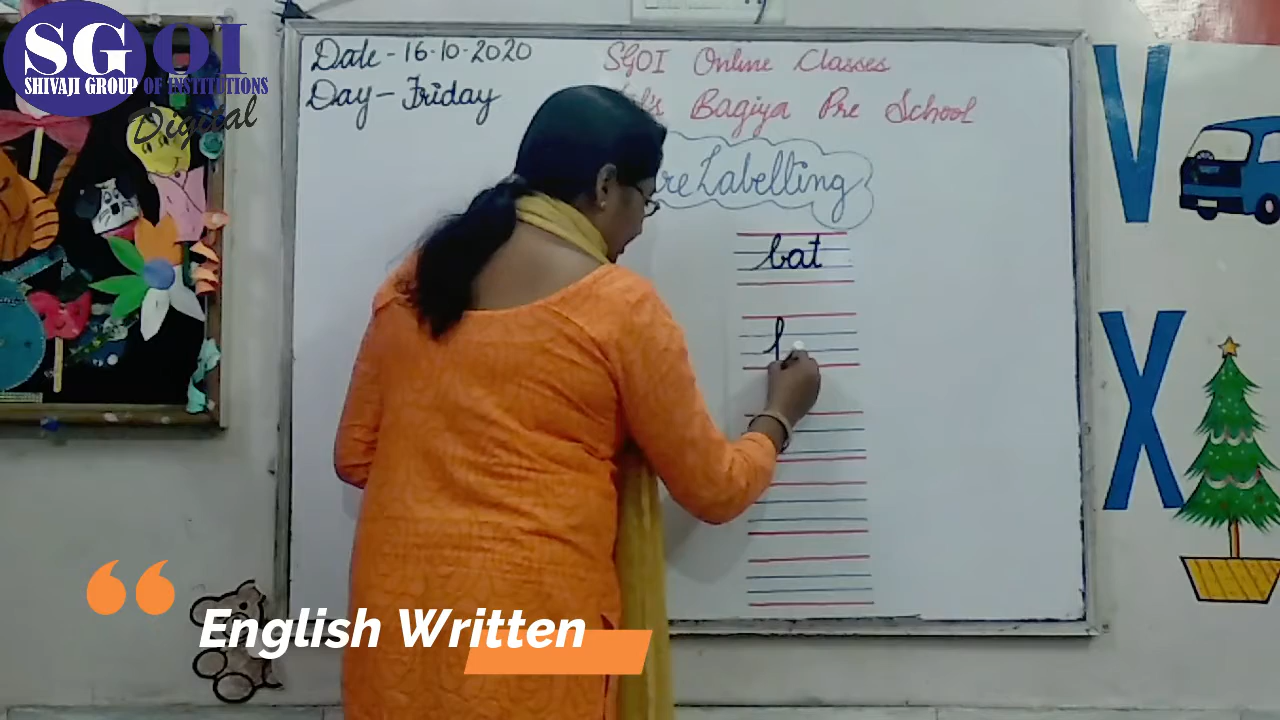 SGOI
SHIVAJI GROUP OF INSTITUTIONS
Digital
Date - 16-10-2020
Day - Friday
SGOI Online Classes
Bagiya Pre School
Labelling
bat
V
X
English Written